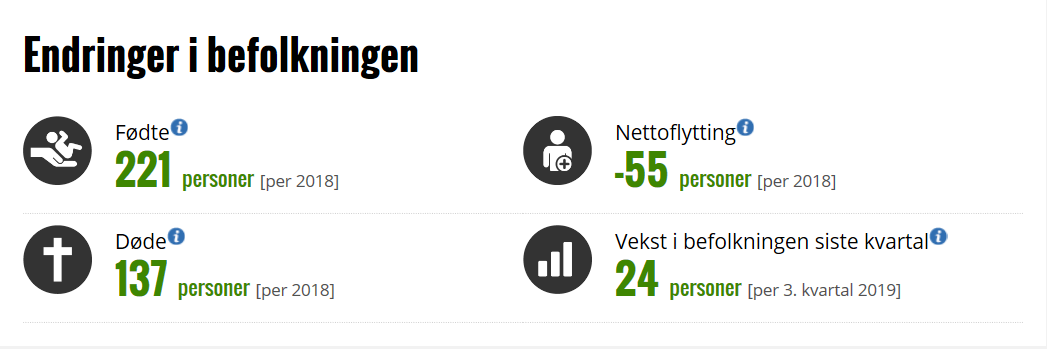 Endringer i befolkningen
Fødte
221 personer [per 2018]
Nettoflytting
-55 personer [per 2018]
Døde
137 personer [per 2018]
Vekst i befolkningen siste kvartal
24 personer [per 3. kvartal 2019]